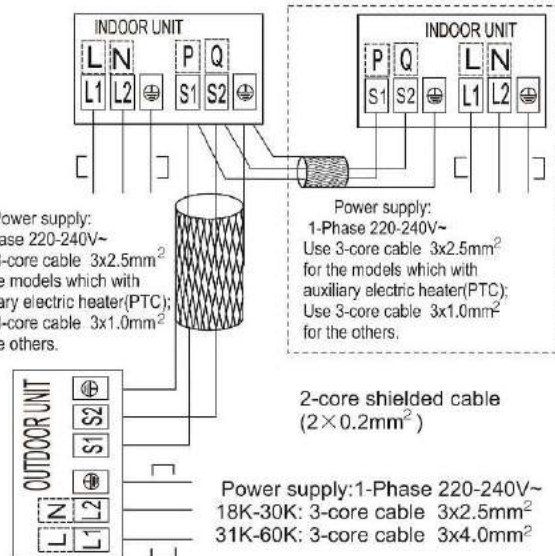 INDOOR UNIT
L N P Q
L1 L2 S1 S2
INDOOR UNIT
P Q L N
S1 S2 L1 L2
ower supply:
ase 220-240V~
-core cable 3x2.5mm²
e models which with
ary electric heater(PTC);
-core cable 3x1.0mm²
e others.
Power supply:
1-Phase 220-240V~
Use 3-core cable 3x2.5mm²
for the models which with
auxiliary electric heater(PTC);
Use 3-core cable 3x1.0mm²
for the others.
OUTDOOR UNIT
S2
S1
N L2
L L1
2-core shielded cable
(2×0.2mm²)
Power supply:1-Phase 220-240V~
18K-30K: 3-core cable 3x2.5mm²
31K-60K: 3-core cable 3x4.0mm²